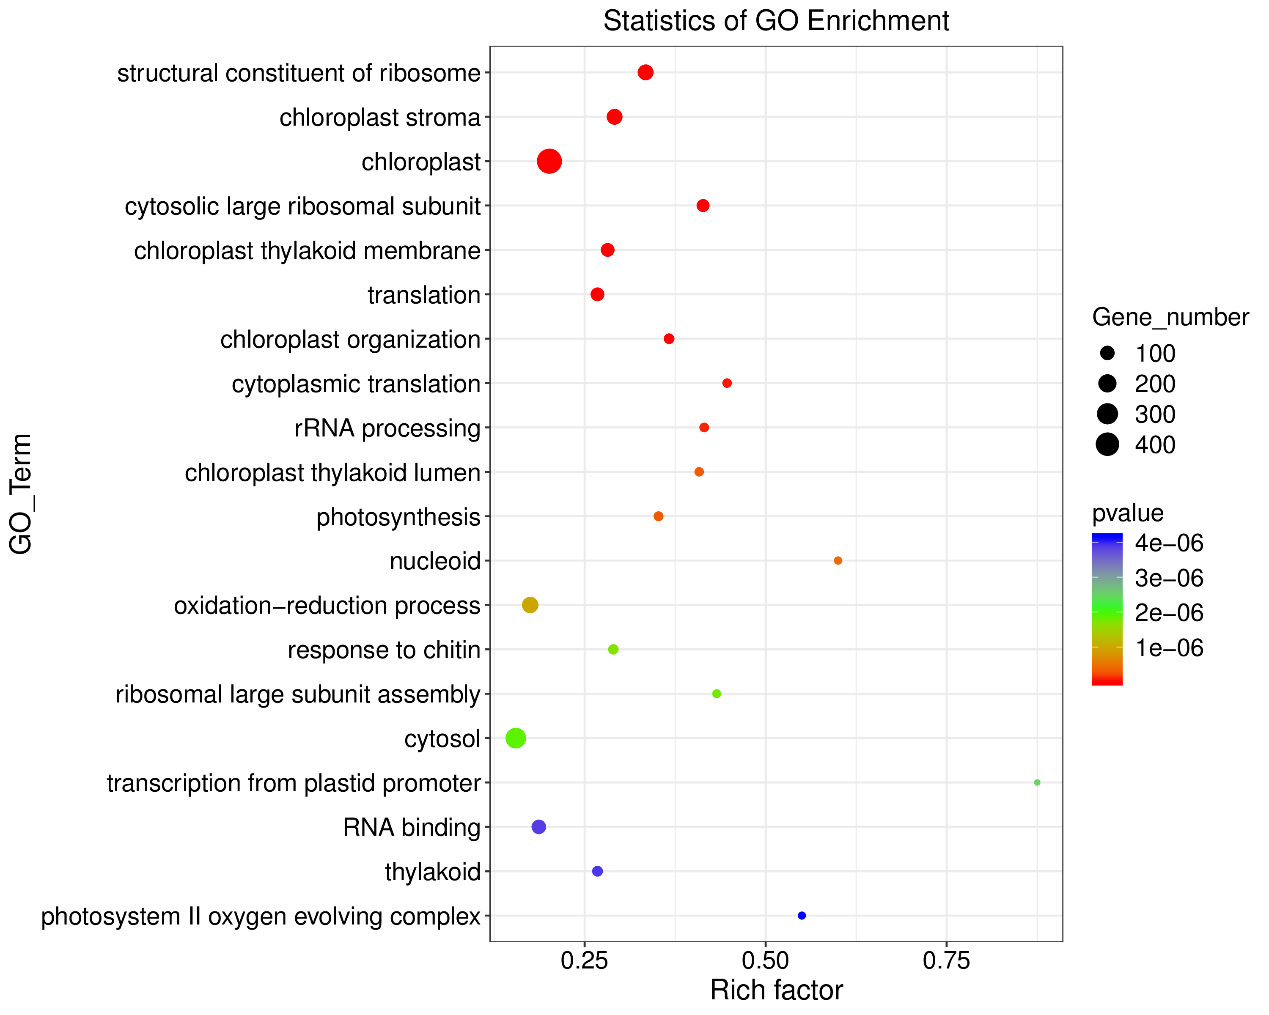 Statistics of GO Enrichment
GO_Term
structural constituent of ribosome
chloroplast stroma
chloroplast
cytosolic large ribosomal subunit
chloroplast thylakoid membrane
translation
chloroplast organization
cytoplasmic translation
rRNA processing
chloroplast thylakoid lumen
photosynthesis
nucleoid
oxidation−reduction process
response to chitin
ribosomal large subunit assembly
cytosol
transcription from plastid promoter
RNA binding
thylakoid
photosystem II oxygen evolving complex
0.25 0.50 0.75
Rich factor
Gene_number
100
200
300
400
pvalue
4e−06
3e−06
2e−06
1e−06